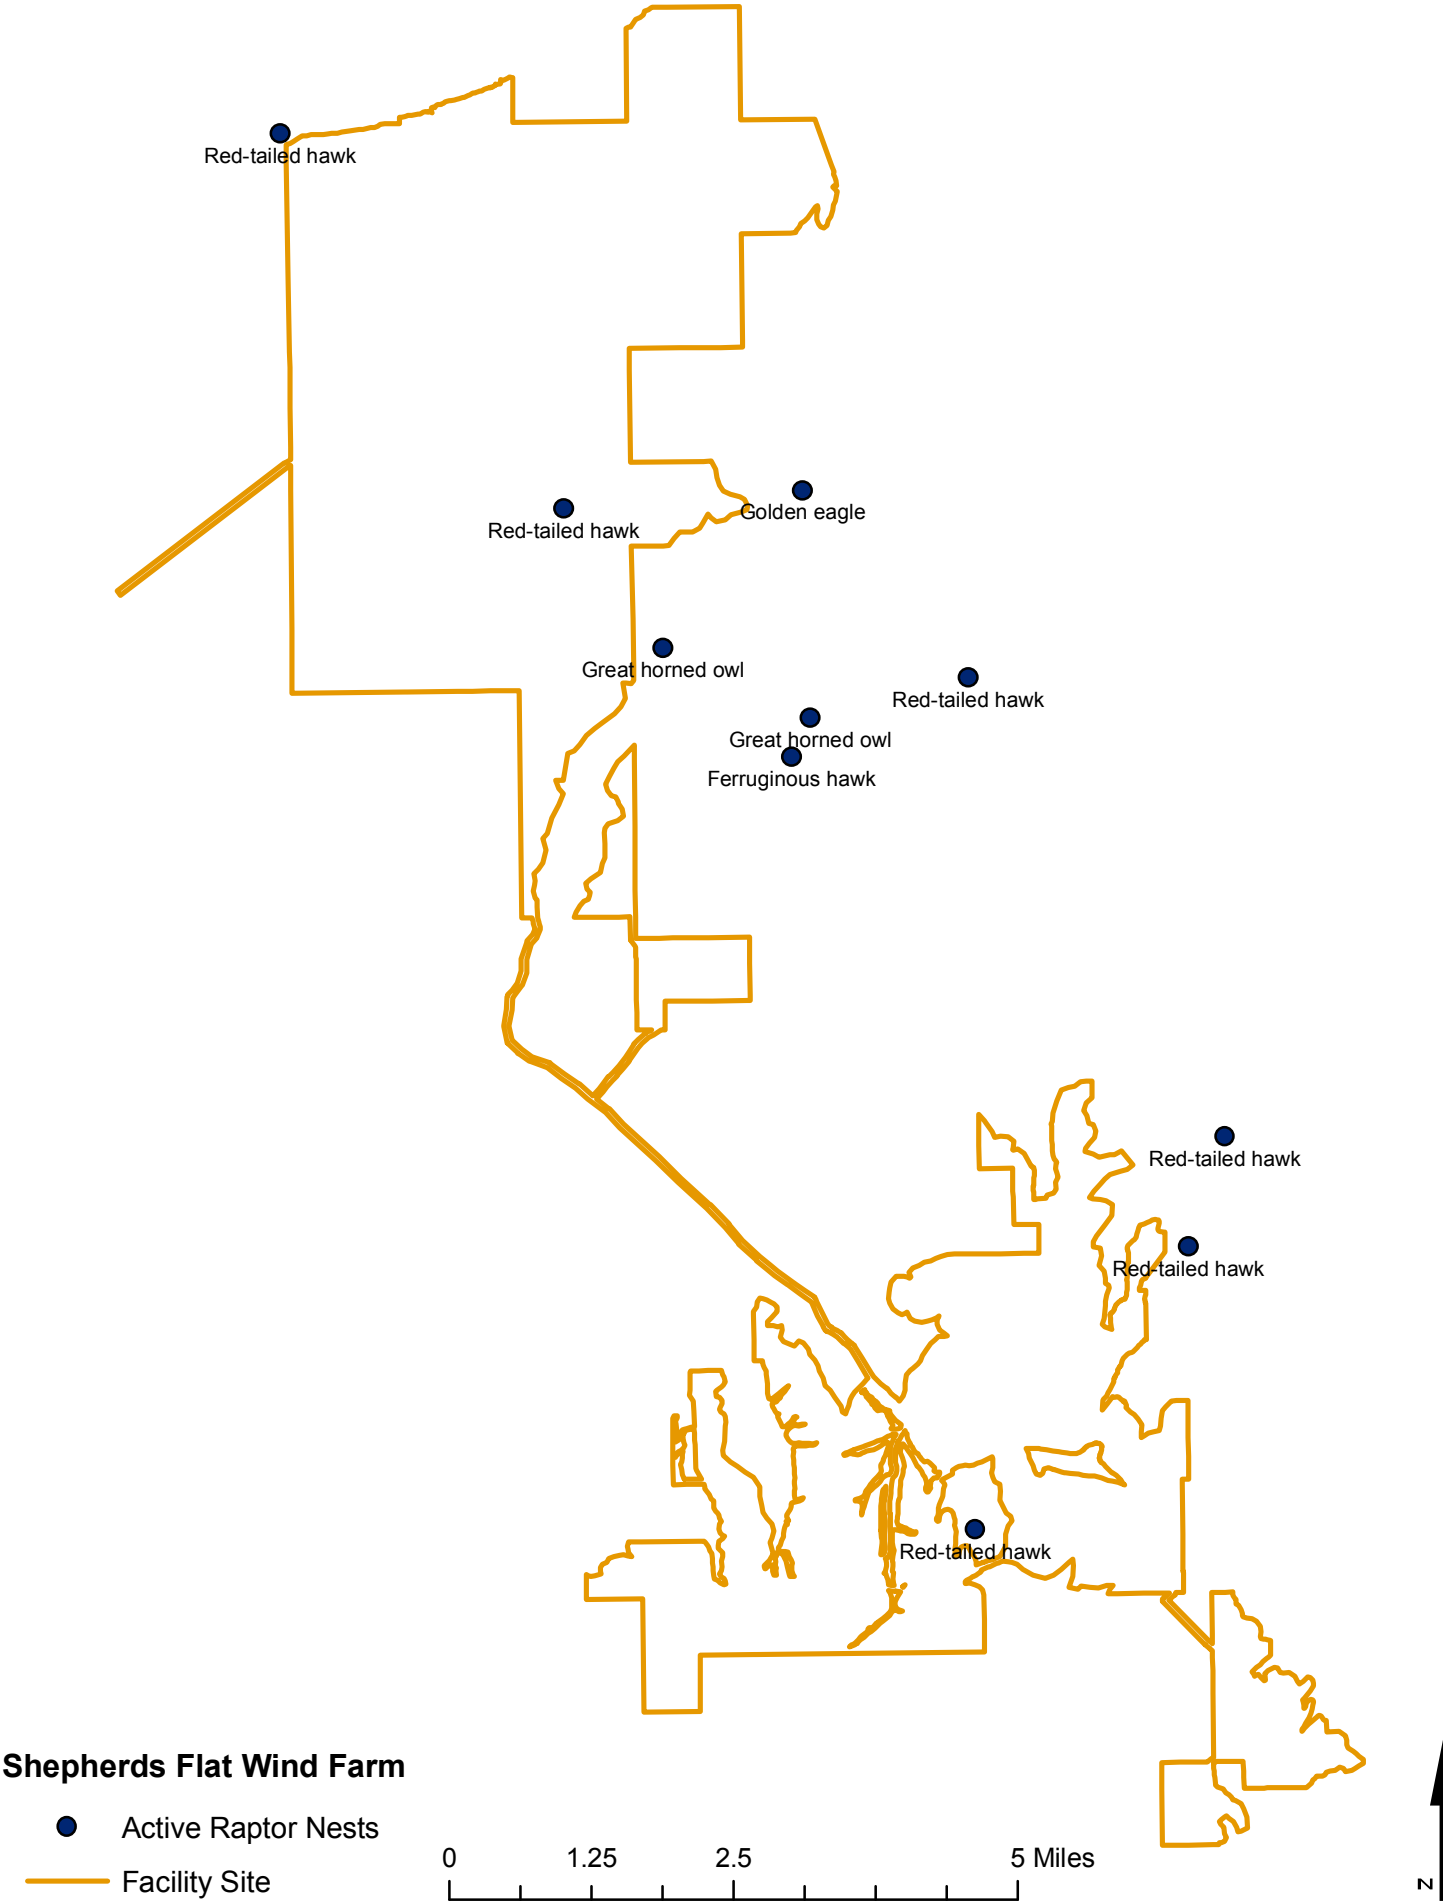 Red-tailed hawk
Golden eagle
Red-tailed hawk
Great horned owl
Red-tailed hawk
Great horned owl
Ferruginous hawk
Red-tailed hawk
Red-tailed hawk
Red-tailed hawk
Shepherds Flat Wind Farm
Active Raptor Nests
Facility Site
0 1.25 2.5 5 Miles
N